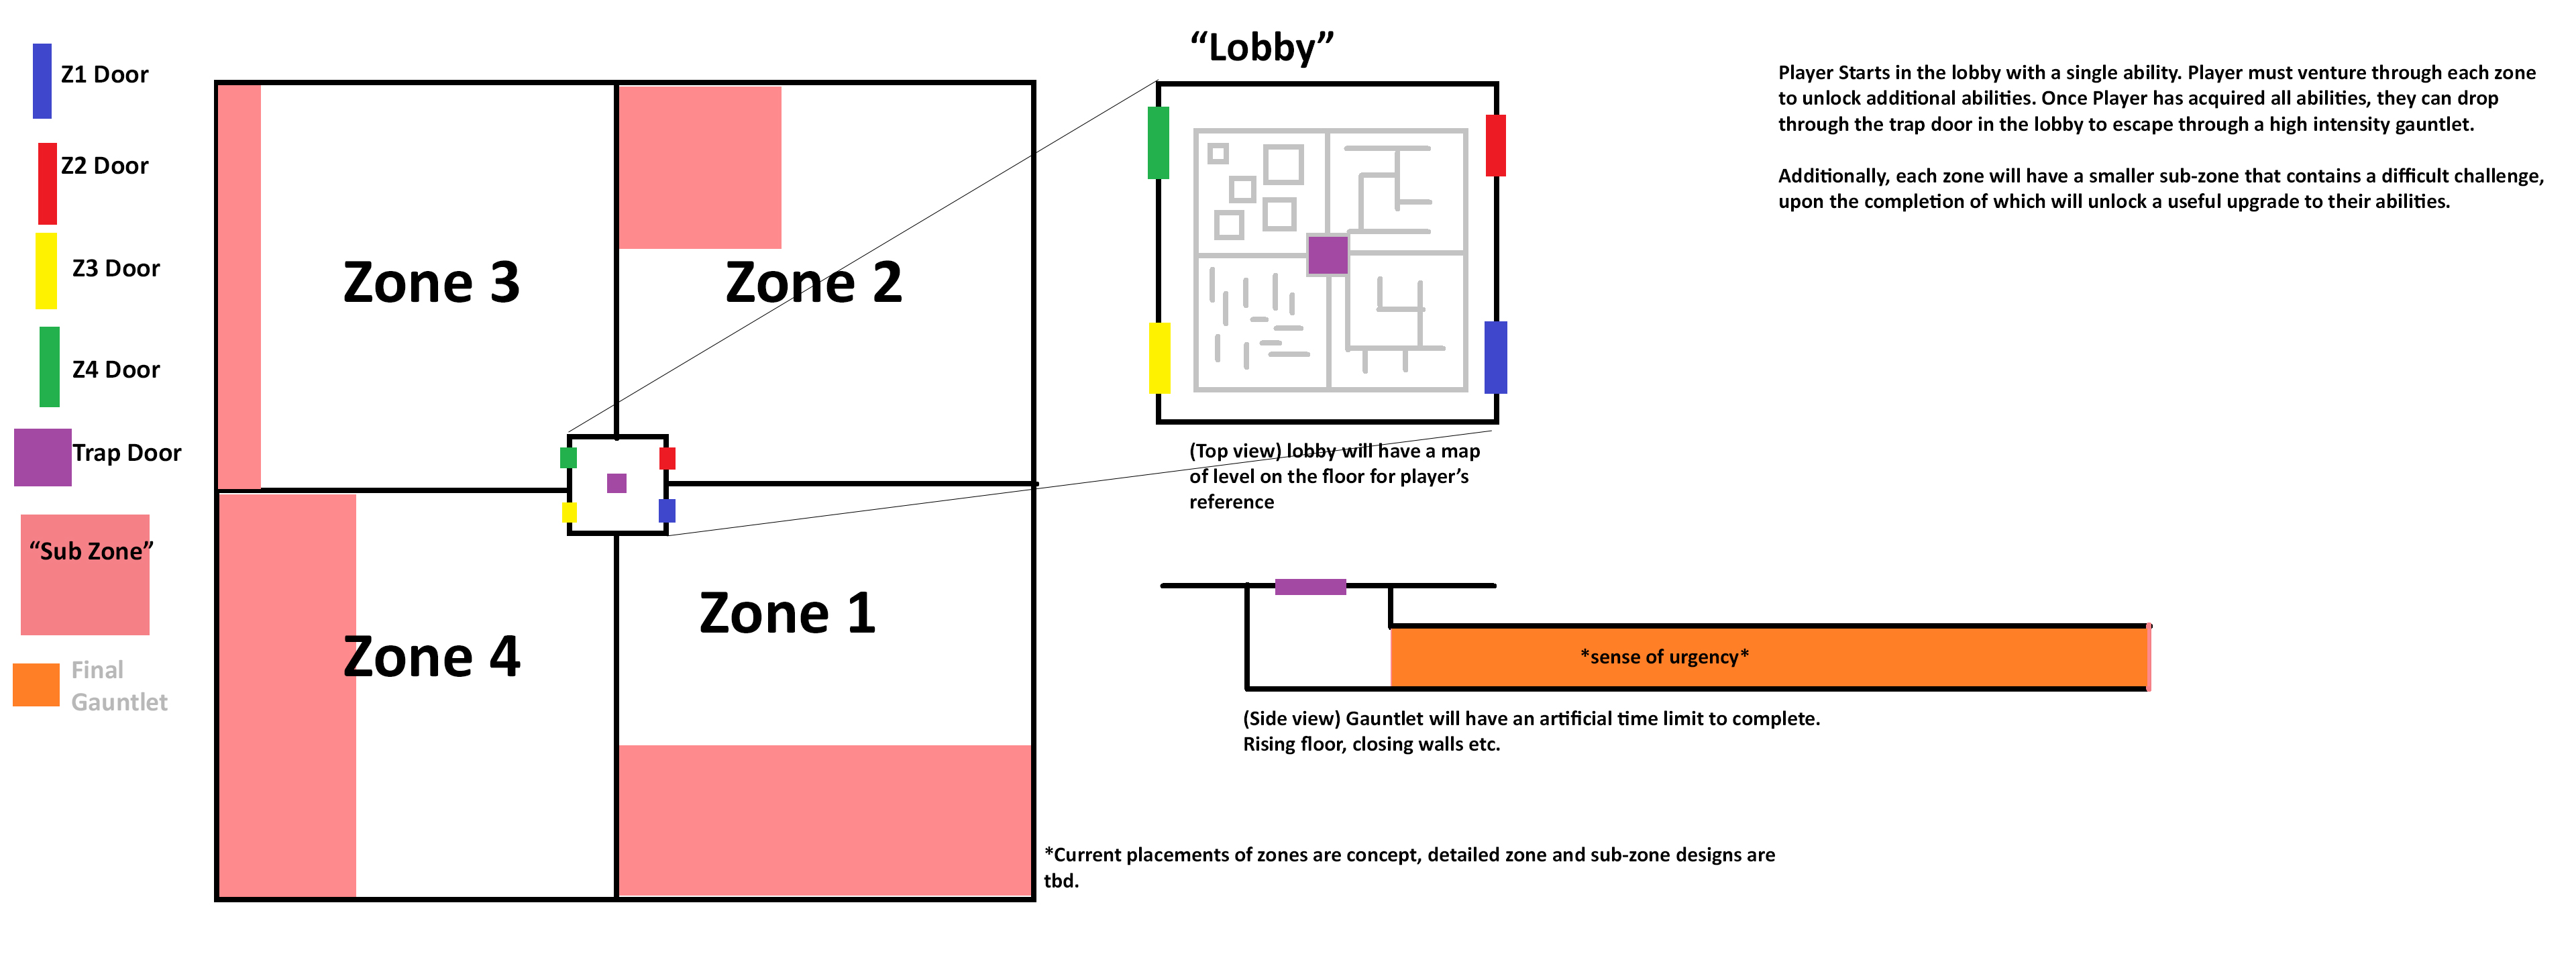 Z1 Door
Z2 Door
Z3 Door
Z4 Door
Trap Door
“Sub Zone”
Final
Gauntlet
Zone 3
Zone 2
Zone 4
Zone 1
“Lobby”
(Top view) lobby will have a map
of level on the floor for player’s
reference
*sense of urgency*
(Side view) Gauntlet will have an artificial time limit to complete.
Rising floor, closing walls etc.
*Current placements of zones are concept, detailed zone and sub-zone designs are
tbd.
Player Starts in the lobby with a single ability. Player must venture through each zone
to unlock additional abilities. Once Player has acquired all abilities, they can drop
through the trap door in the lobby to escape through a high intensity gauntlet.
Additionally, each zone will have a smaller sub-zone that contains a difficult challenge,
upon the completion of which will unlock a useful upgrade to their abilities.